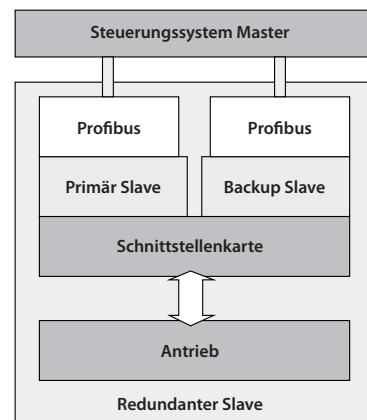 Steuerungssystem Master
Profibus
Profibus
Primär Slave
Backup Slave
Schnittstellenkarte
Antrieb
Redundanter Slave